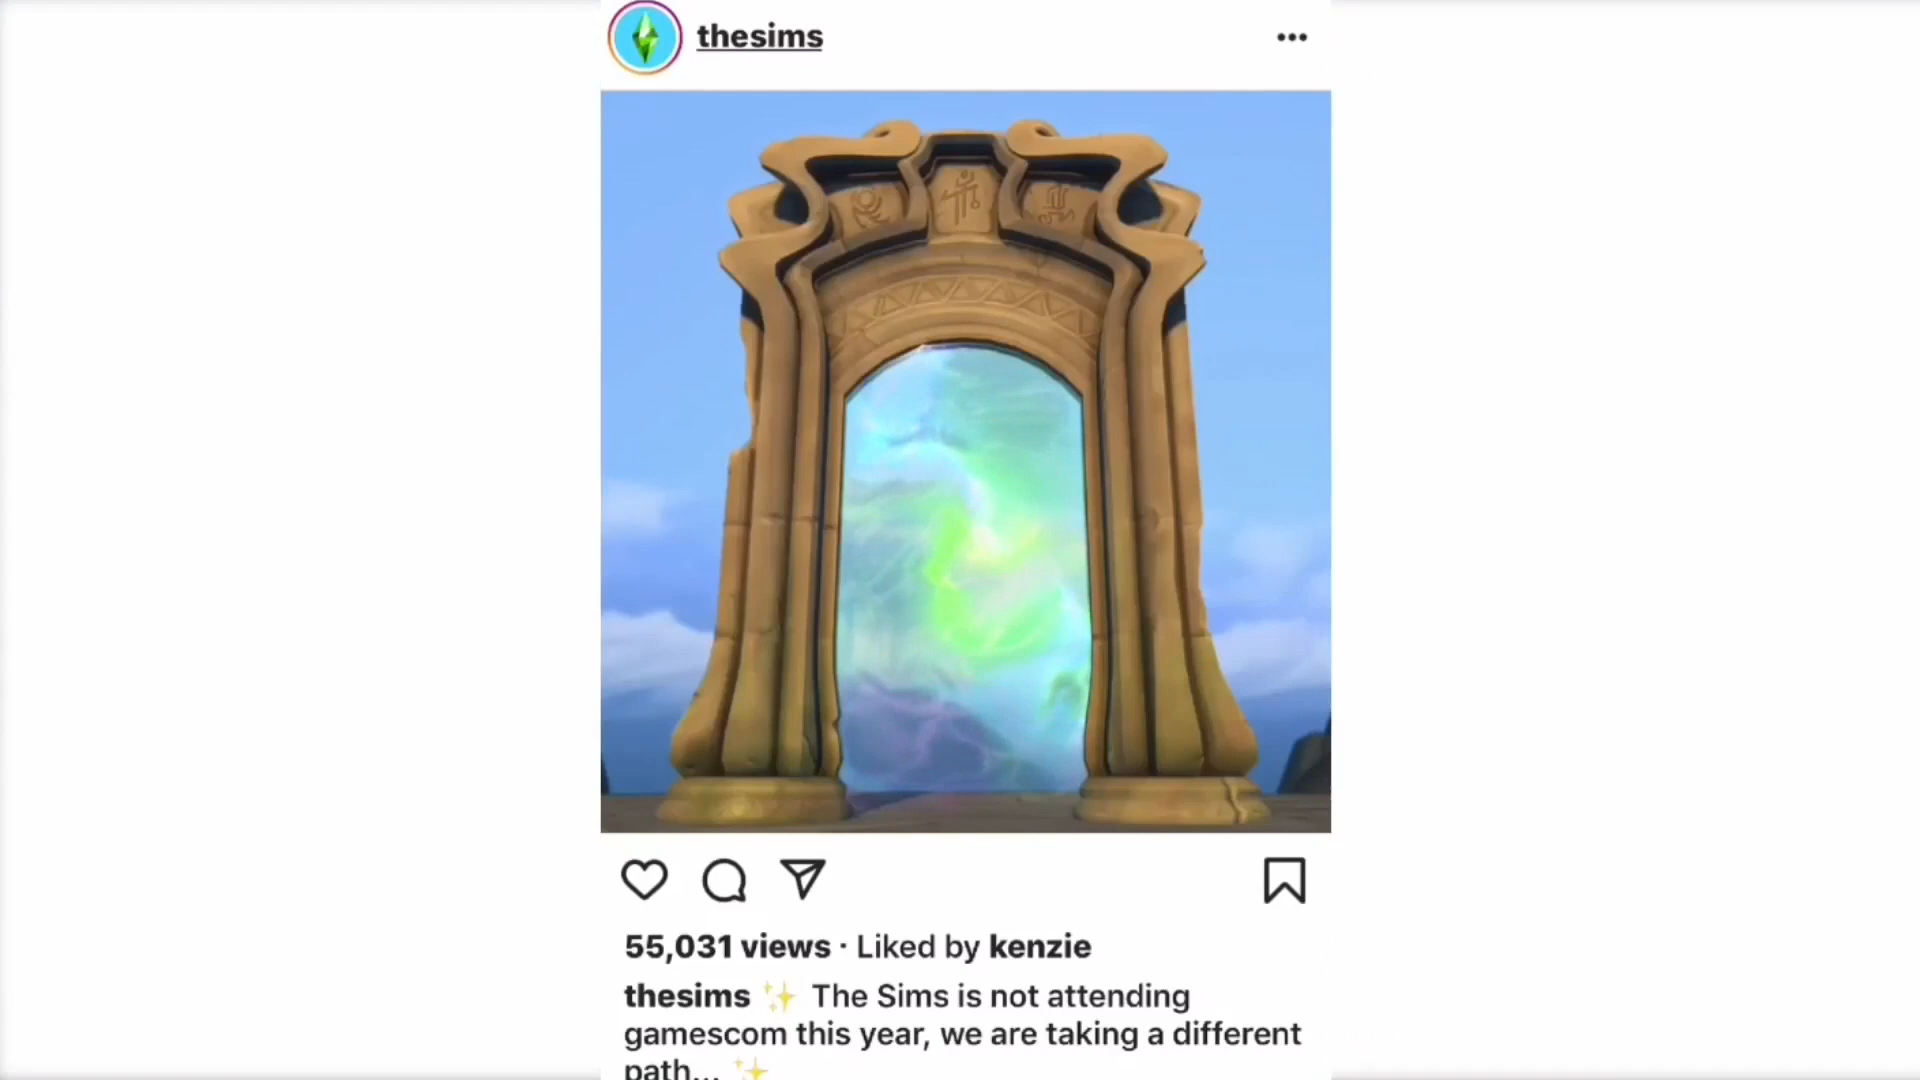 thesims
55,031 views · Liked by kenzie
thesims ✨ The Sims is not attending
gamescom this year, we are taking a different
path... ✨